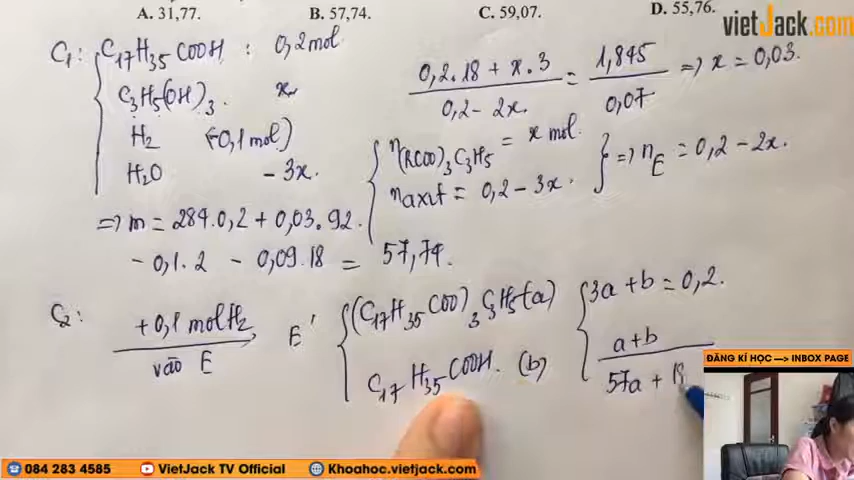 A. 31,77. B. 57,74. C. 59,07. D. 55,76.
vietJack.com
C₁: C₁₇H₃₅COOH : 0,2 mol
C₃H₅(OH)₃. x
H₂ (-0,1 mol)
H₂O - 3x.
(0,2.18 + x.3)/(0,2 - 2x.) = 1,845/0,07 => x = 0,03.
n(RCOO)₃C₃H₅ = x mol.
naxit = 0,2 - 3x.
=> nE = 0,2 - 2x.
=> m = 284.0,2 + 0,03.92.
- 0,1.2 - 0,09.18 = 57,74.
C₂: +0,1 mol H₂
vào E
E' (C₁₇H₃₅COO)₃C₃H₅ (a)
C₁₇H₃₅COOH. (b)
3a + b = 0,2.
a+b
57a + 18
ĐĂNG KÍ HỌC —> INBOX PAGE
084 283 4585 VietJack TV Official Khoahoc.vietjack.com